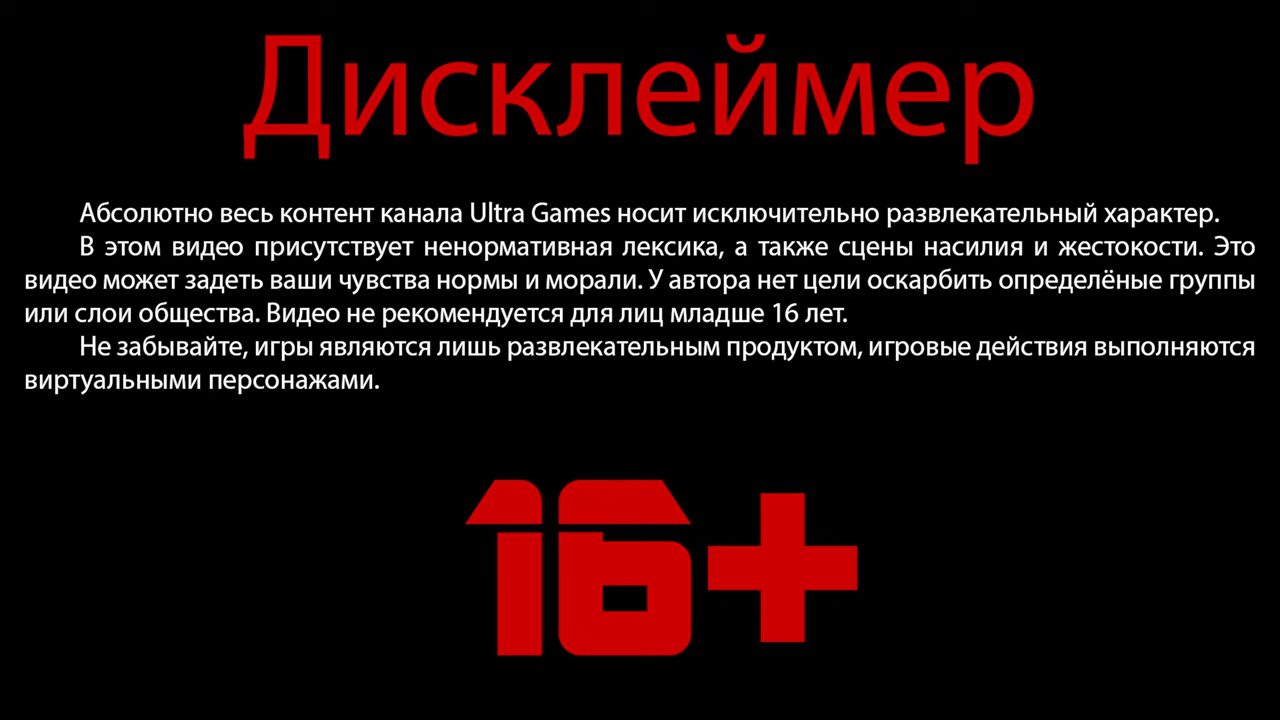 Дисклеймер
Абсолютно весь контент канала Ultra Games носит исключительно развлекательный характер.
В этом видео присутствует ненормативная лексика, а также сцены насилия и жестокости. Это
видео может задеть ваши чувства нормы и морали. У автора нет цели оскарбить определёные группы
или слои общества. Видео не рекомендуется для лиц младше 16 лет.
Не забывайте, игры являются лишь развлекательным продуктом, игровые действия выполняются
виртуальными персонажами.
16+